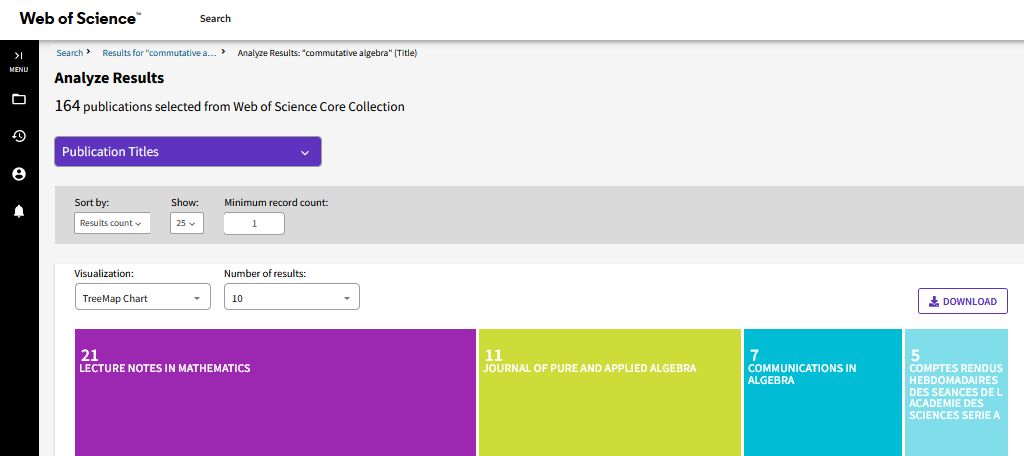 Web of Science™
Search
MENU
Search > Results for "commutative a... > Analyze Results: "commutative algebra" (Title)
Analyze Results
164 publications selected from Web of Science Core Collection
Publication Titles
Sort by: Show: Minimum record count:
Results count 25 1
Visualization: Number of results:
TreeMap Chart 10
DOWNLOAD
21
LECTURE NOTES IN MATHEMATICS
11
JOURNAL OF PURE AND APPLIED ALGEBRA
7
COMMUNICATIONS IN
ALGEBRA
5
COMPTES RENDUS
HEBDOMADAIRES
DES SEANCES DE L
ACADEMIE DES
SCIENCES SERIE A